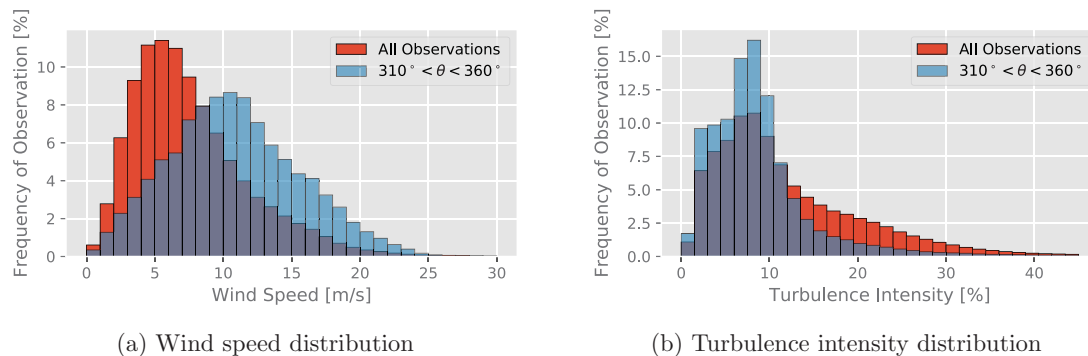 Frequency of Observation [%]
10
8
6
4
2
0
0 5 10 15 20 25 30
Wind Speed [m/s]
All Observations
310° < θ < 360°
(a) Wind speed distribution
Frequency of Observation [%]
15.0
12.5
10.0
7.5
5.0
2.5
0.0
0 10 20 30 40
Turbulence Intensity [%]
All Observations
310° < θ < 360°
(b) Turbulence intensity distribution